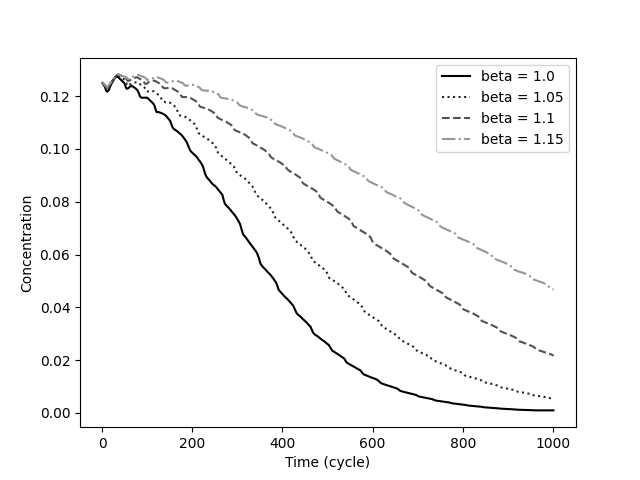 beta = 1.0
beta = 1.05
beta = 1.1
beta = 1.15
0.12
0.10
0.08
0.06
0.04
0.02
0.00
Concentration
0 200 400 600 800 1000
Time (cycle)